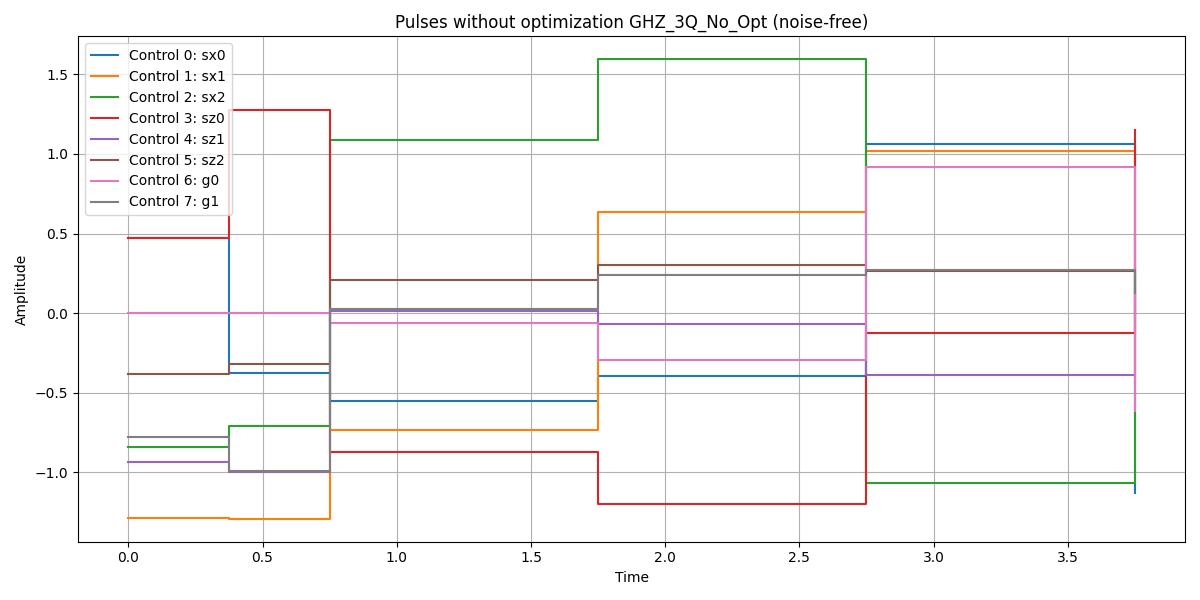 Pulses without optimization GHZ_3Q_No_Opt (noise-free)
Control 0: sx0
Control 1: sx1
Control 2: sx2
Control 3: sz0
Control 4: sz1
Control 5: sz2
Control 6: g0
Control 7: g1
1.5
1.0
0.5
0.0
−0.5
−1.0
Amplitude
0.0 0.5 1.0 1.5 2.0 2.5 3.0 3.5
Time